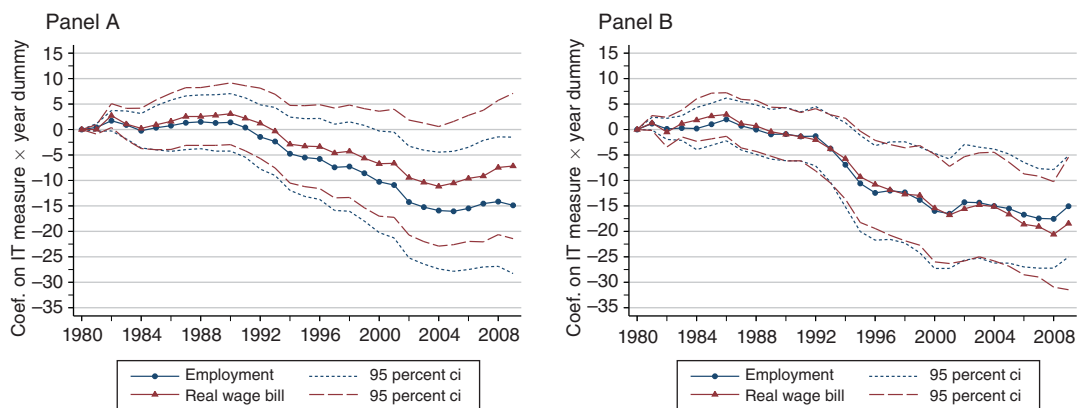 Panel A
Coef. on IT measure × year dummy
15
10
5
0
−5
−10
−15
−20
−25
−30
−35
1980 1984 1988 1992 1996 2000 2004 2008
Employment 95 percent ci
Real wage bill 95 percent ci
Panel B
Coef. on IT measure × year dummy
15
10
5
0
−5
−10
−15
−20
−25
−30
−35
1980 1984 1988 1992 1996 2000 2004 2008
Employment 95 percent ci
Real wage bill 95 percent ci